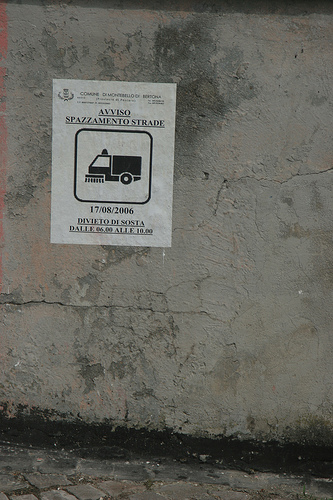 COMUNE DI MONTEBELLO DI BERTONA
AVVISO
SPAZZAMENTO STRADE
17/08/2006
DIVIETO DI SOSTA
DALLE 06.00 ALLE 10.00